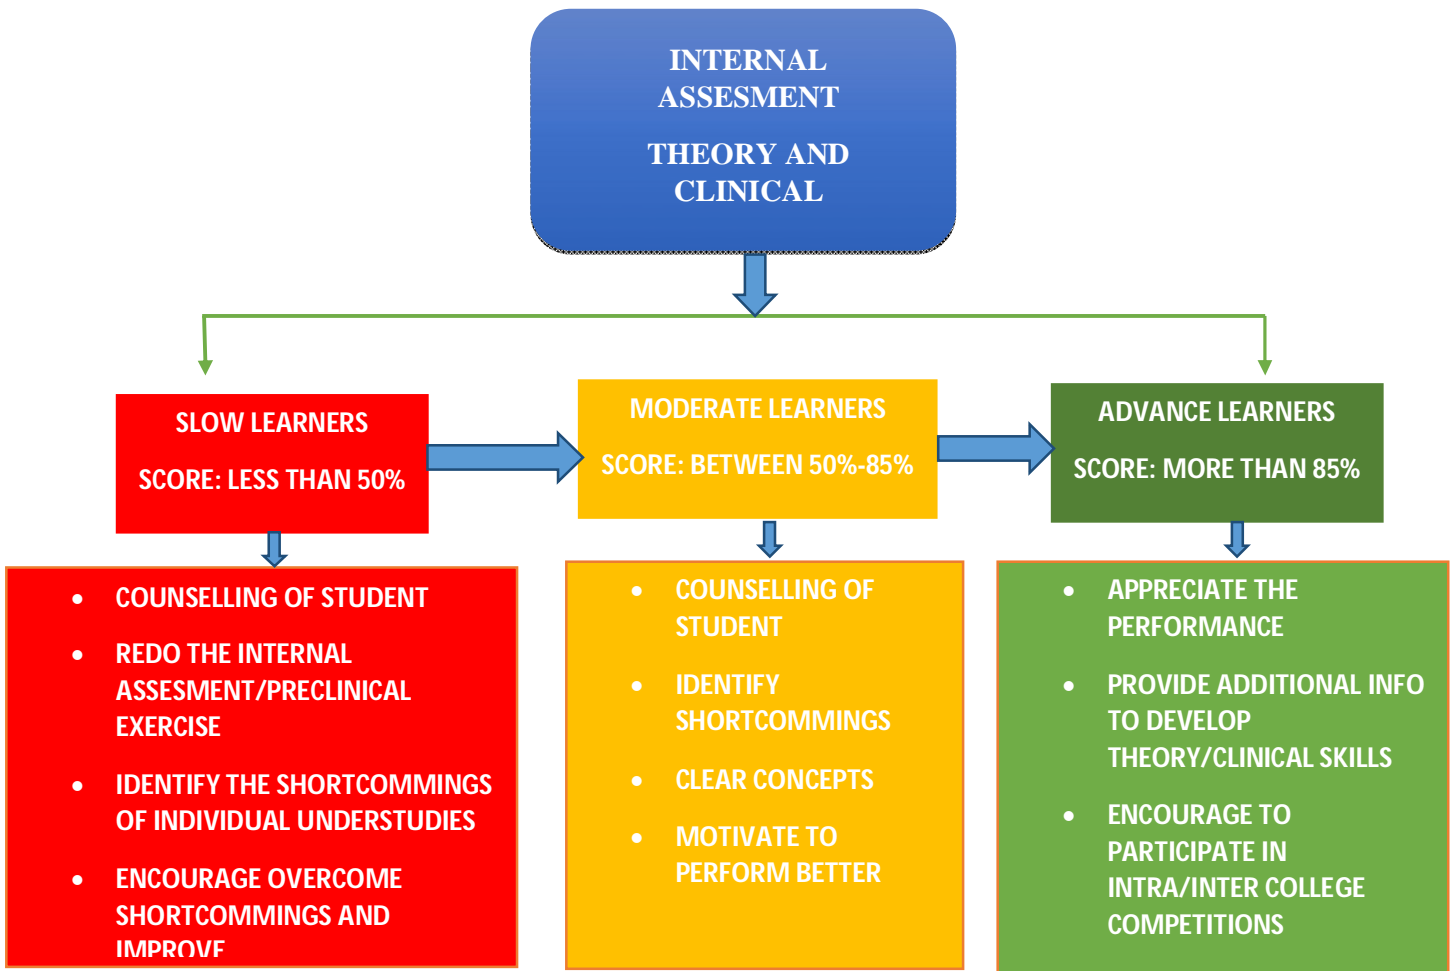 INTERNAL
ASSESMENT
THEORY AND
CLINICAL
SLOW LEARNERS
SCORE: LESS THAN 50%
MODERATE LEARNERS
SCORE: BETWEEN 50%-85%
ADVANCE LEARNERS
SCORE: MORE THAN 85%
• COUNSELLING OF STUDENT
• REDO THE INTERNAL
ASSESMENT/PRECLINICAL
EXERCISE
• IDENTIFY THE SHORTCOMMINGS
OF INDIVIDUAL UNDERSTUDIES
• ENCOURAGE OVERCOME
SHORTCOMMINGS AND
IMPROVE
• COUNSELLING OF
STUDENT
• IDENTIFY
SHORTCOMMINGS
• CLEAR CONCEPTS
• MOTIVATE TO
PERFORM BETTER
• APPRECIATE THE
PERFORMANCE
• PROVIDE ADDITIONAL INFO
TO DEVELOP
THEORY/CLINICAL SKILLS
• ENCOURAGE TO
PARTICIPATE IN
INTRA/INTER COLLEGE
COMPETITIONS